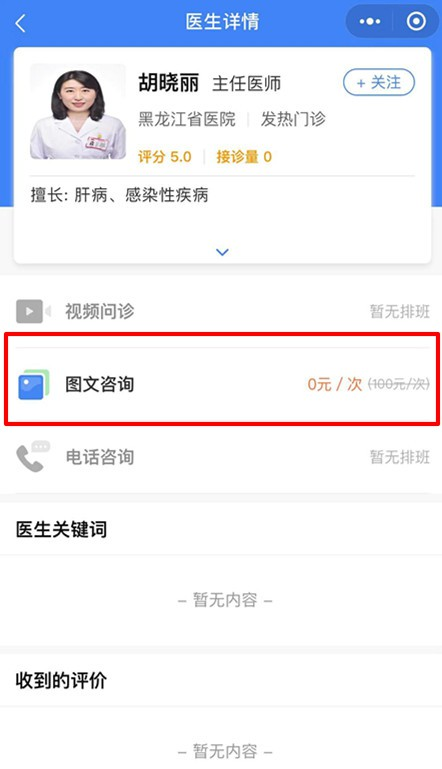 医生详情
胡晓丽 主任医师
+ 关注
黑龙江省医院 | 发热门诊
评分 5.0 | 接诊量 0
擅长: 肝病、感染性疾病
视频问诊 暂无排班
图文咨询 0元 / 次 (100元/次)
电话咨询 暂无排班
医生关键词
– 暂无内容 –
收到的评价
– 暂无内容 –